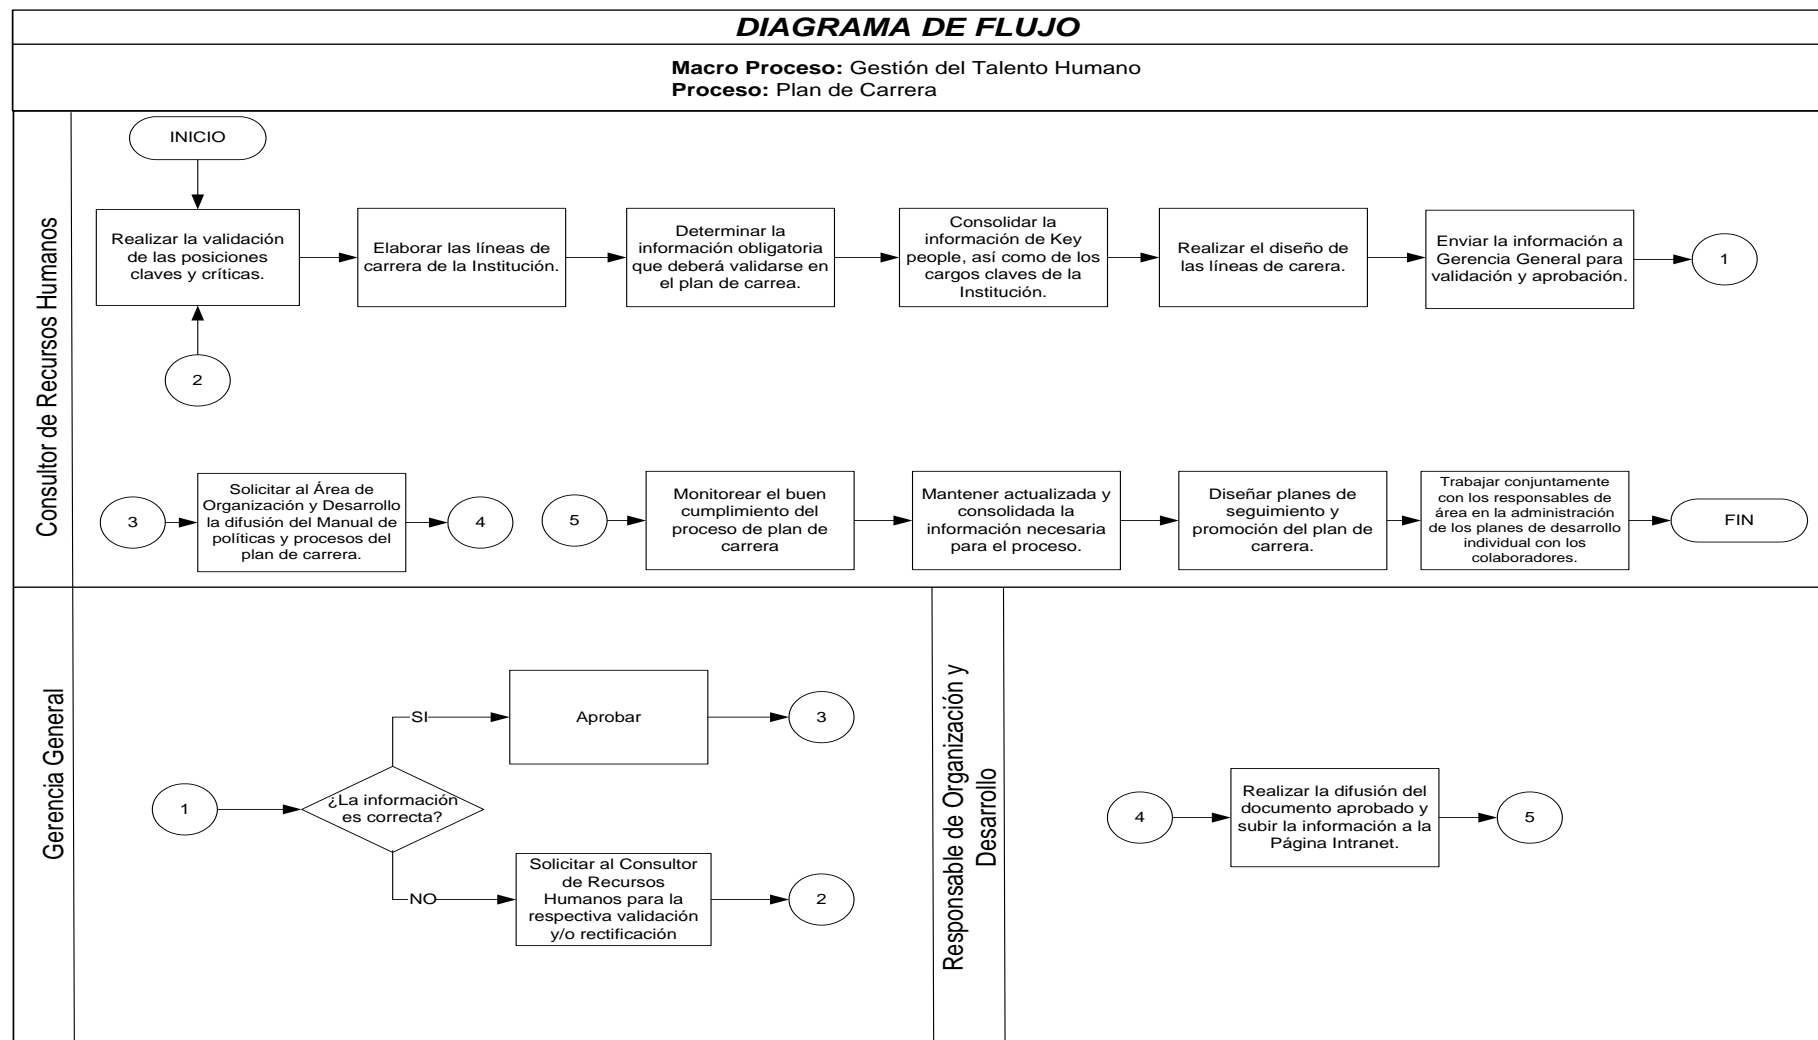 DIAGRAMA DE FLUJO
Macro Proceso: Gestión del Talento Humano
Proceso: Plan de Carrera
Consultor de Recursos Humanos
INICIO
Realizar la validación
de las posiciones
claves y críticas.
Elaborar las líneas de
carrera de la Institución.
Determinar la
información obligatoria
que deberá validarse en
el plan de carrea.
Consolidar la
información de Key
people, así como de los
cargos claves de la
Institución.
Realizar el diseño de
las líneas de carera.
Enviar la información a
Gerencia General para
validación y aprobación.
1
2
3
Solicitar al Área de
Organización y Desarrollo
la difusión del Manual de
políticas y procesos del
plan de carrera.
4
5
Monitorear el buen
cumplimiento del
proceso de plan de
carrera
Mantener actualizada y
consolidada la
información necesaria
para el proceso.
Diseñar planes de
seguimiento y
promoción del plan de
carrera.
Trabajar conjuntamente
con los responsables de
área en la administración
de los planes de desarrollo
individual con los
colaboradores.
FIN
Gerencia General
1
¿La información
es correcta?
SI
Aprobar
3
NO
Solicitar al Consultor
de Recursos
Humanos para la
respectiva validación
y/o rectificación
2
Responsable de Organización y
Desarrollo
4
Realizar la difusión del
documento aprobado y
subir la información a la
Página Intranet.
5